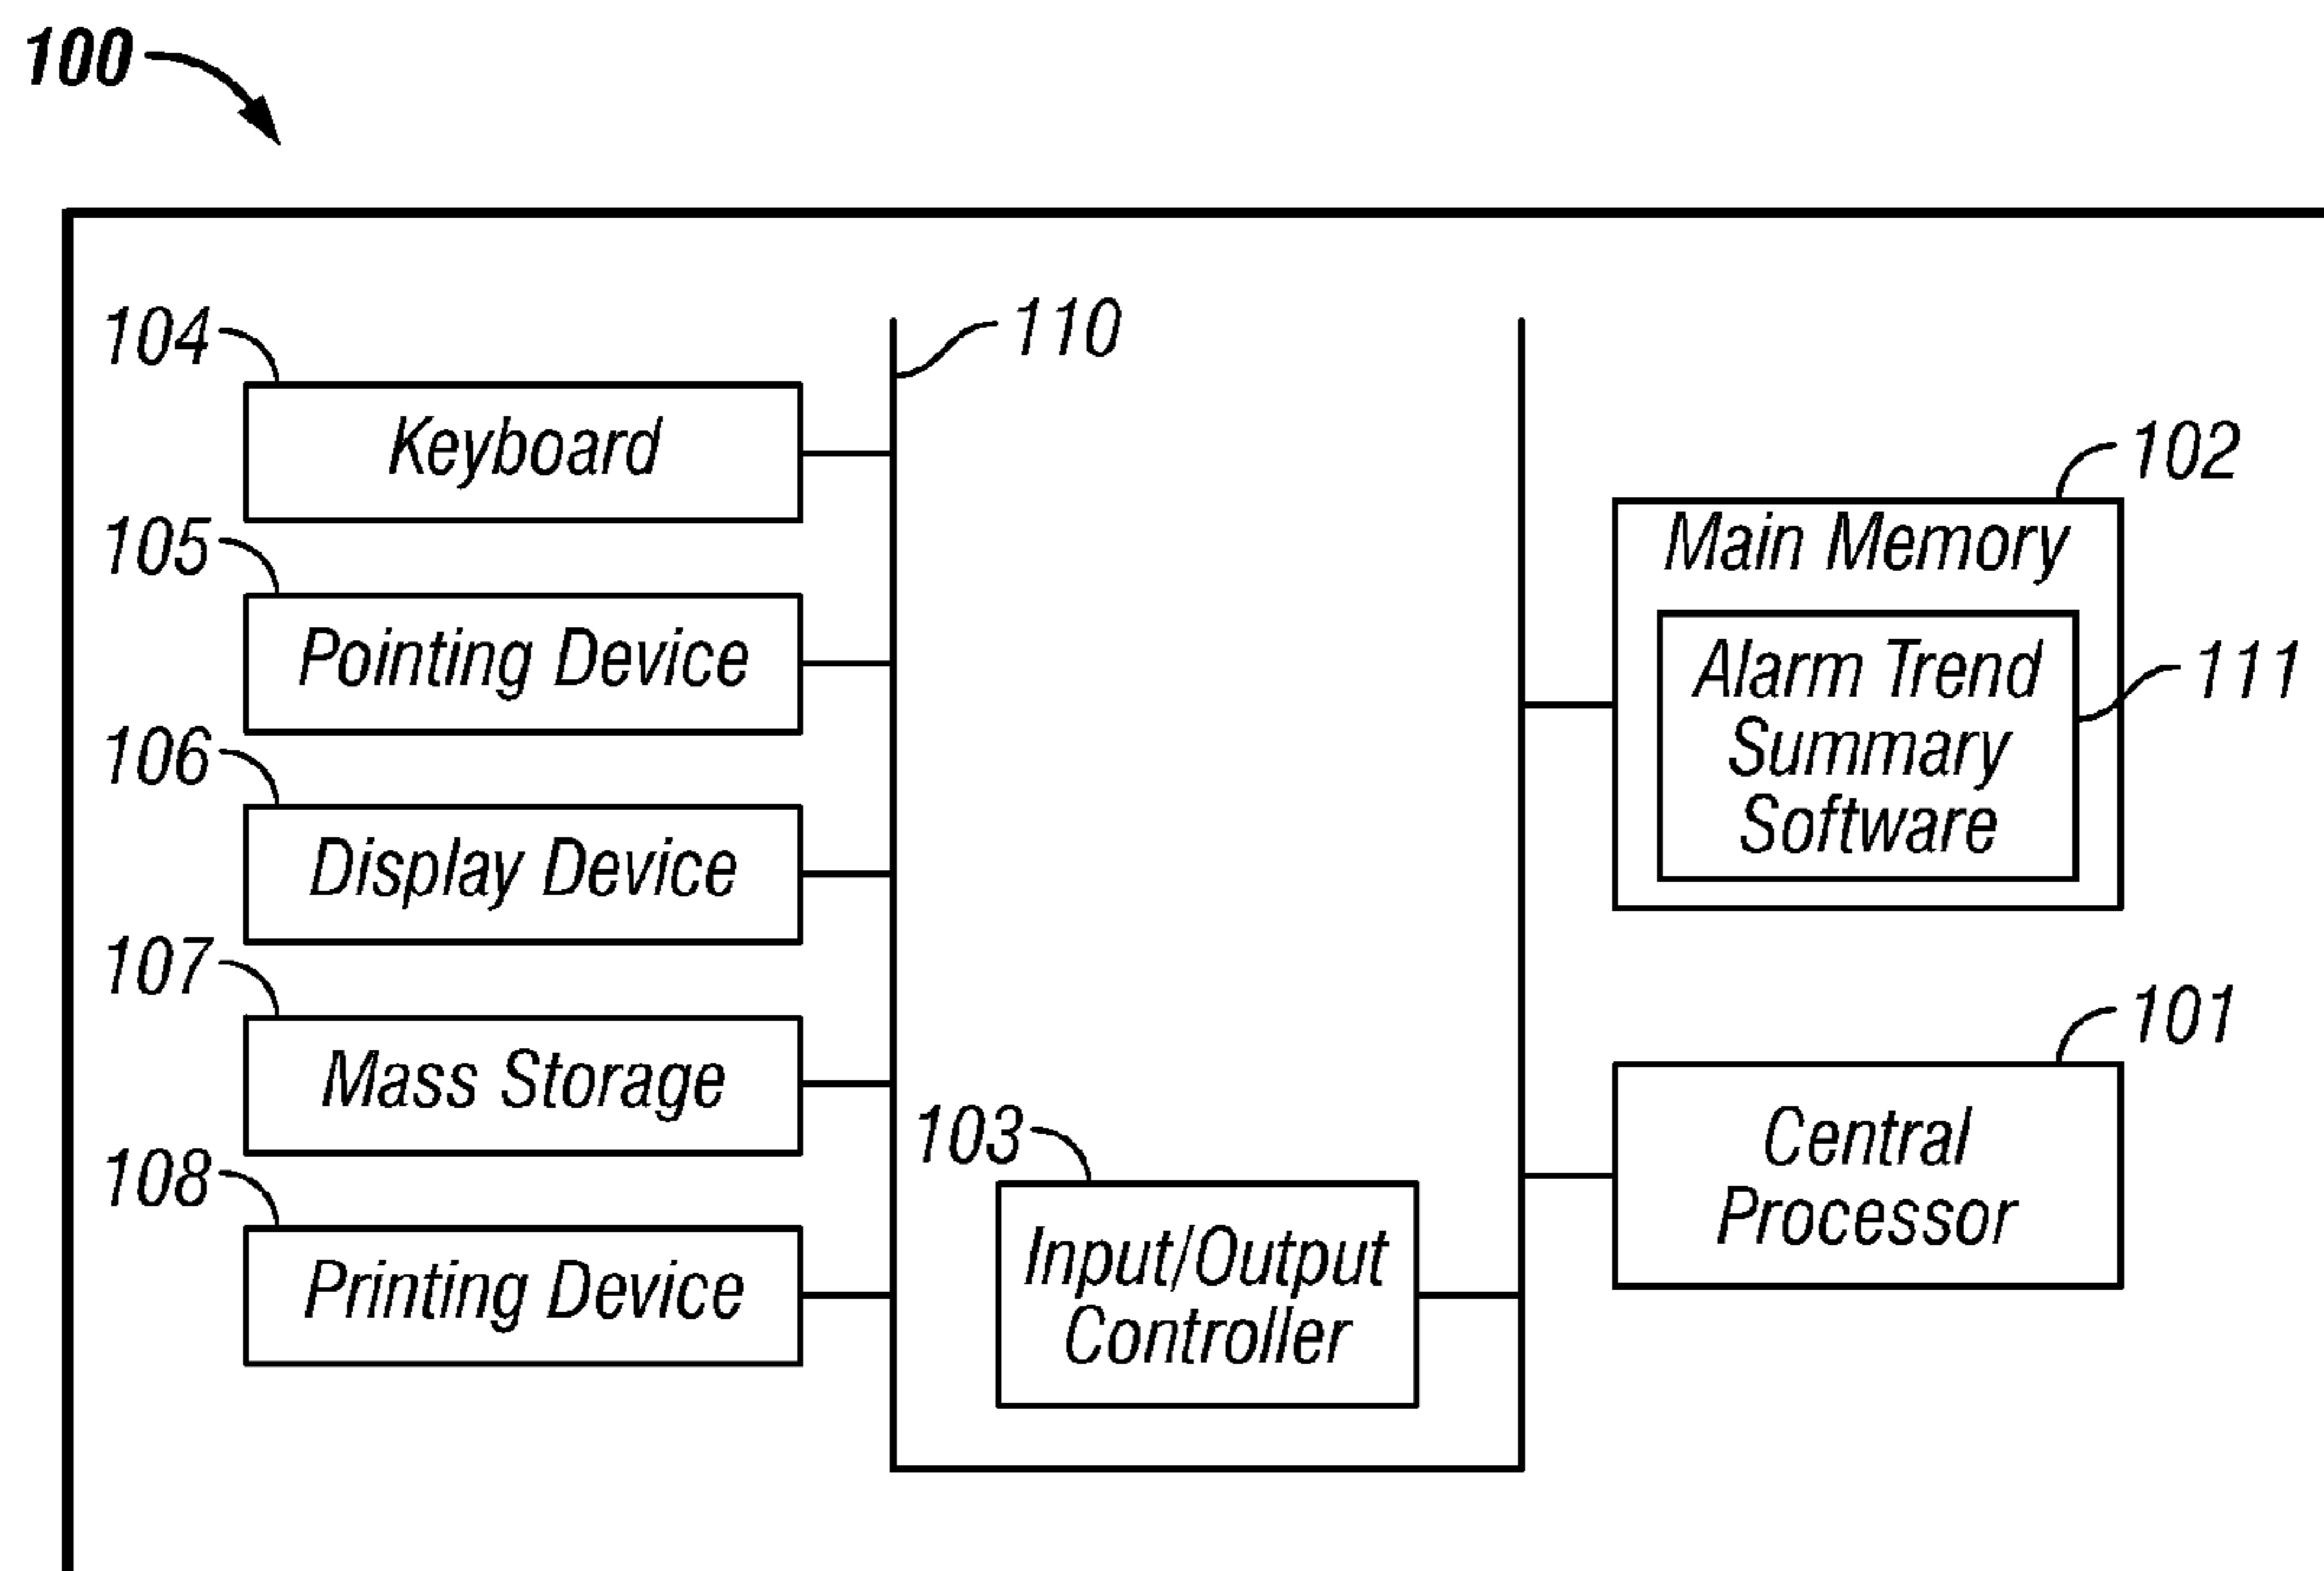 100
104
110
Keyboard
102
Main Memory
105
Pointing Device
Alarm Trend
Summary
Software
111
106
Display Device
107
Mass Storage
101
Central
Processor
103
Input/Output
Controller
108
Printing Device